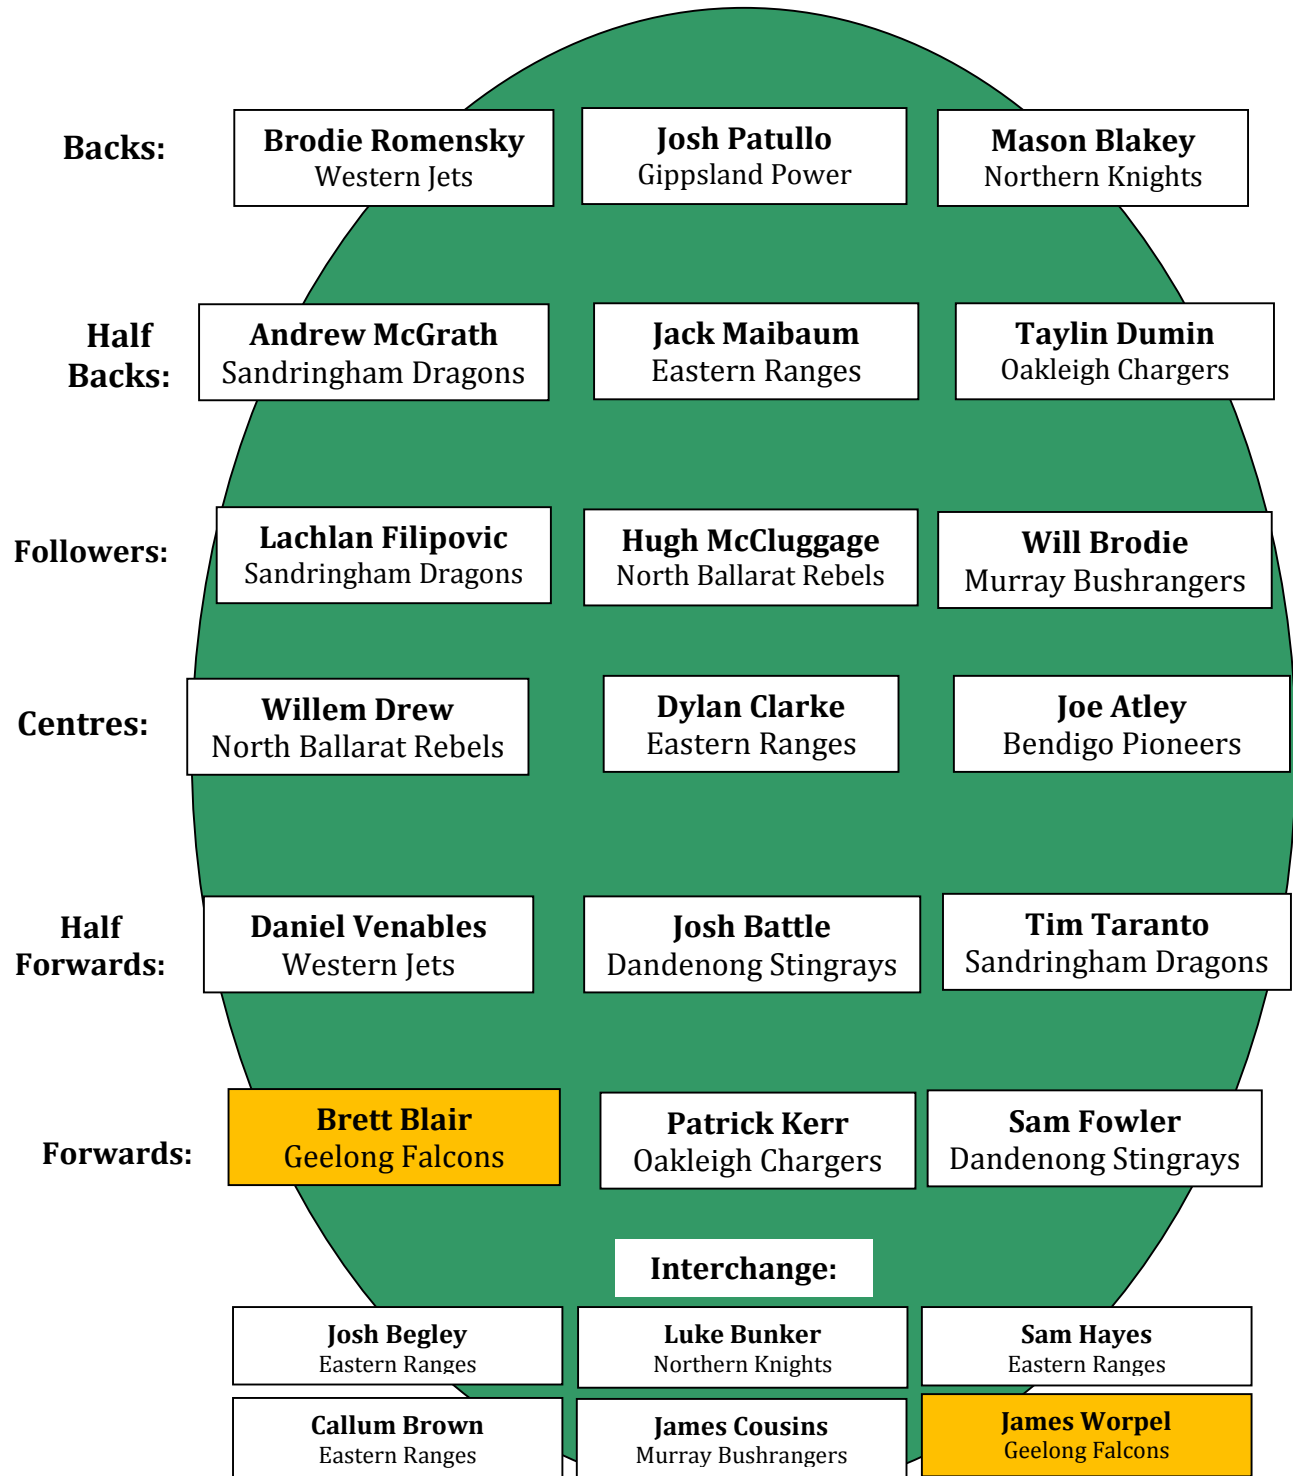 Backs:
Brodie Romensky
Western Jets
Josh Patullo
Gippsland Power
Mason Blakey
Northern Knights
Half
Backs:
Andrew McGrath
Sandringham Dragons
Jack Maibaum
Eastern Ranges
Taylin Dumin
Oakleigh Chargers
Followers:
Lachlan Filipovic
Sandringham Dragons
Hugh McCluggage
North Ballarat Rebels
Will Brodie
Murray Bushrangers
Centres:
Willem Drew
North Ballarat Rebels
Dylan Clarke
Eastern Ranges
Joe Atley
Bendigo Pioneers
Half
Forwards:
Daniel Venables
Western Jets
Josh Battle
Dandenong Stingrays
Tim Taranto
Sandringham Dragons
Forwards:
Brett Blair
Geelong Falcons
Patrick Kerr
Oakleigh Chargers
Sam Fowler
Dandenong Stingrays
Interchange:
Josh Begley
Eastern Ranges
Luke Bunker
Northern Knights
Sam Hayes
Eastern Ranges
Callum Brown
Eastern Ranges
James Cousins
Murray Bushrangers
James Worpel
Geelong Falcons